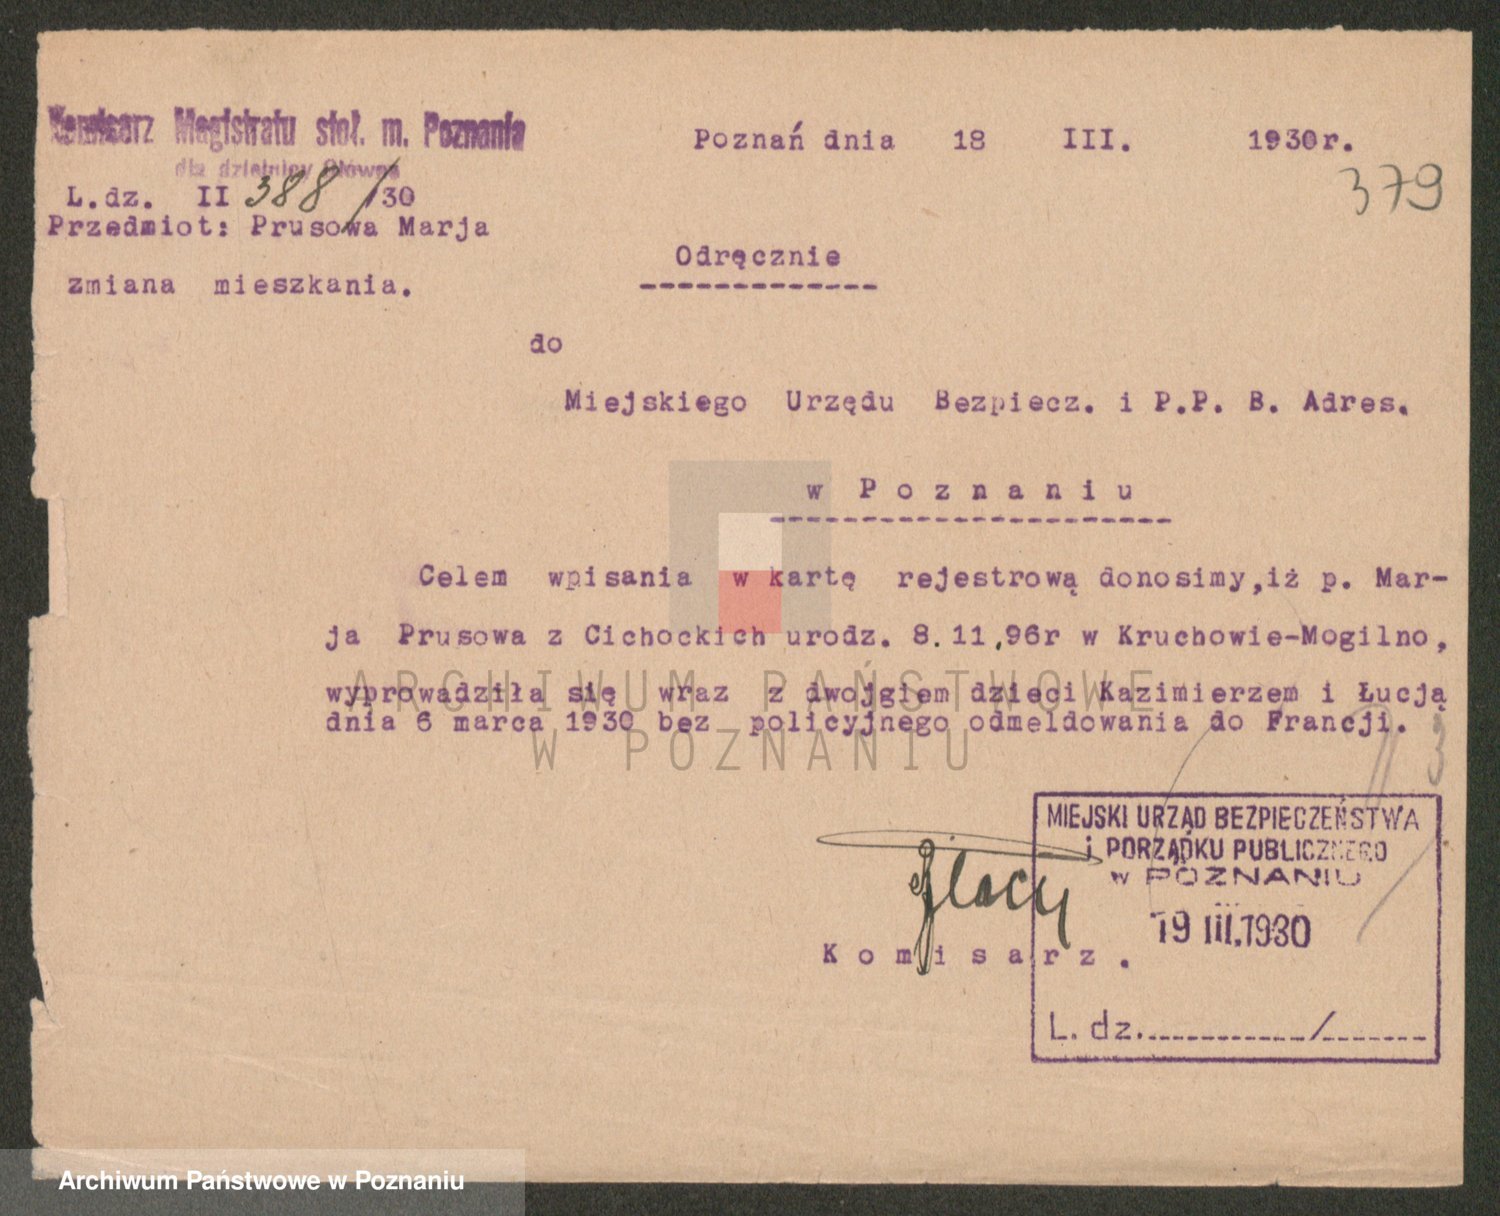 Komisarz Magistratu stoł. m. Poznania
dla dzielnicy Główna
L.dz. II 388/30
Przedmiot: Prusowa Marja
zmiana mieszkania.
Poznań dnia 18 III. 1930r.
379
Odręcznie
do
Miejskiego Urzędu Bezpiecz. i P.P. B. Adres.
w Poznaniu
Celem wpisania w kartę rejestrową donosimy,iż p. Mar-
ja Prusowa z Cichockich urodz. 8.11.96r w Kruchowie-Mogilno,
wyprowadziła się wraz z dwojgiem dzieci Kazimierzem i Łucją
dnia 6 marca 1930 bez policyjnego odmeldowania do Francji.
ARCHIWUM PAŃSTWOWE
W POZNANIU
MIEJSKI URZĄD BEZPIECZEŃSTWA
i PORZĄDKU PUBLICZNEGO
w POZNANIU
19 III.1930
L. dz. /
Komisarz.
Archiwum Państwowe w Poznaniu